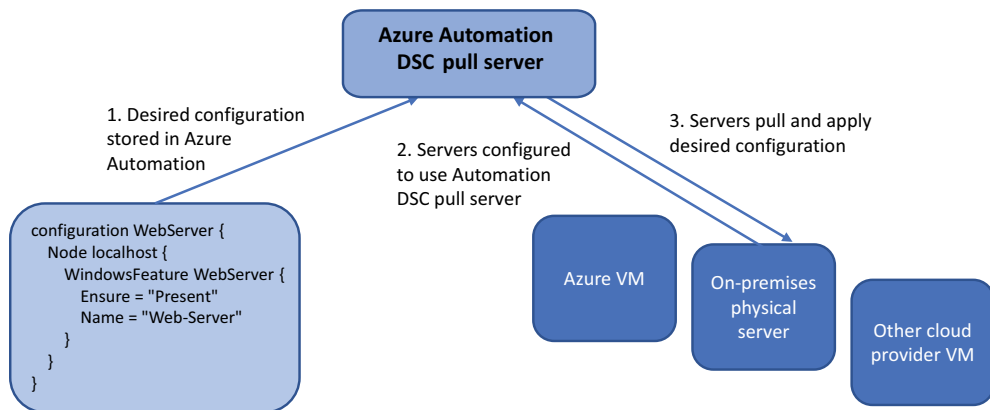 Azure Automation
DSC pull server
1. Desired configuration
stored in Azure
Automation
2. Servers configured
to use Automation
DSC pull server
3. Servers pull and apply
desired configuration
configuration WebServer {
Node localhost {
WindowsFeature WebServer {
Ensure = "Present"
Name = "Web-Server"
}
}
}
Azure VM
On-premises
physical
server
Other cloud
provider VM